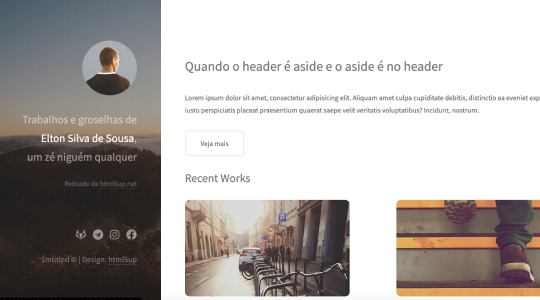 Trabalhos e groselhas de
Elton Silva de Sousa,
um zé niguém qualquer
Retirado de html5up.net
Untitled © | Design: html5up
Quando o header é aside e o aside é no header
Lorem ipsum dolor sit amet, consectetur adipisicing elit. Aliquam amet culpa cupiditate debitis, distinctio ea eveniet exp
iusto perspiciatis placeat praesentium quaerat saepe velit veritatis voluptatibus? Incidunt, nostrum.
Veja mais
Recent Works
P